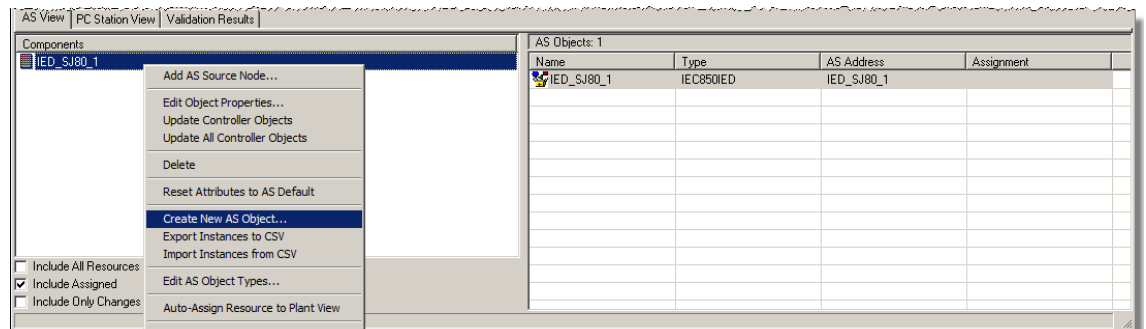 AS View PC Station View Validation Results
Components
IED_SJ80_1
Add AS Source Node...
Edit Object Properties...
Update Controller Objects
Update All Controller Objects
Delete
Reset Attributes to AS Default
Create New AS Object...
Export Instances to CSV
Import Instances from CSV
Edit AS Object Types...
Auto-Assign Resource to Plant View
Include All Resources
Include Assigned
Include Only Changes
AS Objects: 1
Name Type AS Address Assignment
IED_SJ80_1 IEC850IED IED_SJ80_1